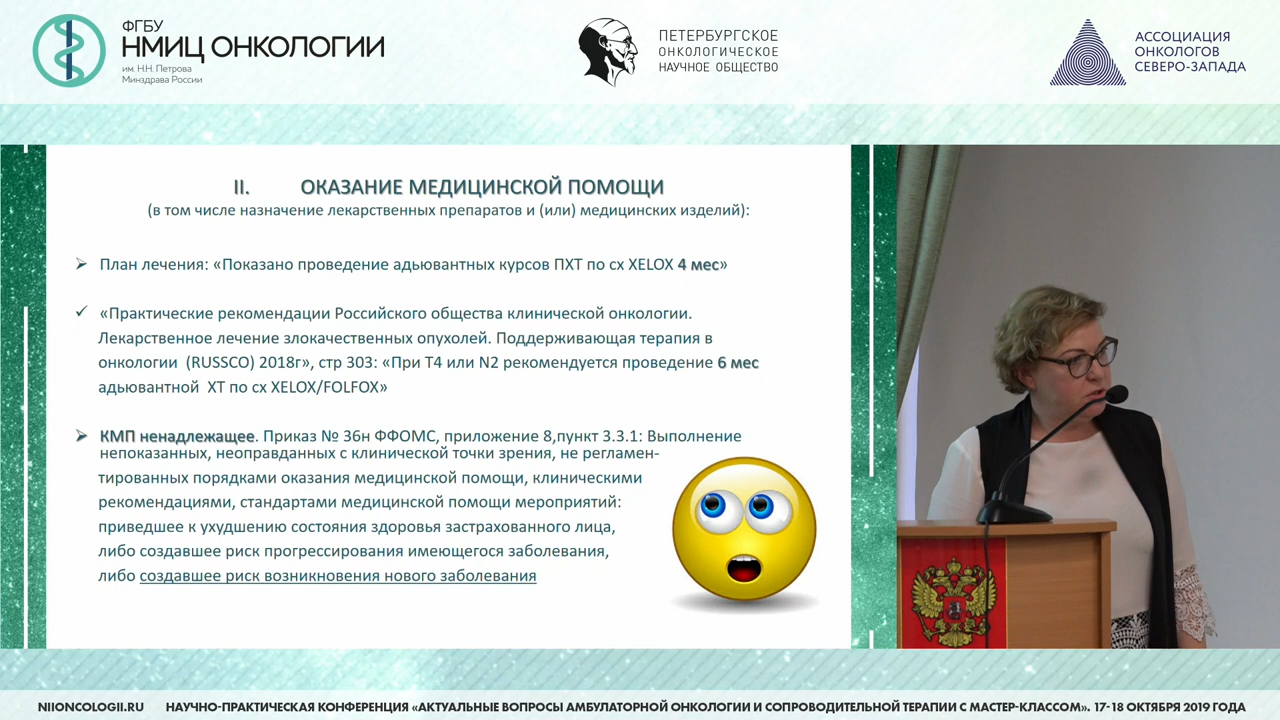 ФГБУ
НМИЦ ОНКОЛОГИИ
им. Н.Н. Петрова
Минздрава России
ПЕТЕРБУРГСКОЕ
ОНКОЛОГИЧЕСКОЕ
НАУЧНОЕ ОБЩЕСТВО
АССОЦИАЦИЯ
ОНКОЛОГОВ
СЕВЕРО-ЗАПАДА
II. ОКАЗАНИЕ МЕДИЦИНСКОЙ ПОМОЩИ
(в том числе назначение лекарственных препаратов и (или) медицинских изделий):
➢ План лечения: «Показано проведение адьювантных курсов ПХТ по сх XELOX 4 мес»
✓ «Практические рекомендации Российского общества клинической онкологии.
Лекарственное лечение злокачественных опухолей. Поддерживающая терапия в
онкологии (RUSSCO) 2018г», стр 303: «При Т4 или N2 рекомендуется проведение 6 мес
адьювантной ХТ по сх XELOX/FOLFOX»
➢ КМП ненадлежащее. Приказ № 36н ФФОМС, приложение 8,пункт 3.3.1: Выполнение
непоказанных, неоправданных с клинической точки зрения, не регламен-
тированных порядками оказания медицинской помощи, клиническими
рекомендациями, стандартами медицинской помощи мероприятий:
приведшее к ухудшению состояния здоровья застрахованного лица,
либо создавшее риск прогрессирования имеющегося заболевания,
либо создавшее риск возникновения нового заболевания
NIIONCOLOGII.RU НАУЧНО-ПРАКТИЧЕСКАЯ КОНФЕРЕНЦИЯ «АКТУАЛЬНЫЕ ВОПРОСЫ АМБУЛАТОРНОЙ ОНКОЛОГИИ И СОПРОВОДИТЕЛЬНОЙ ТЕРАПИИ С МАСТЕР-КЛАССОМ». 17-18 ОКТЯБРЯ 2019 ГОДА